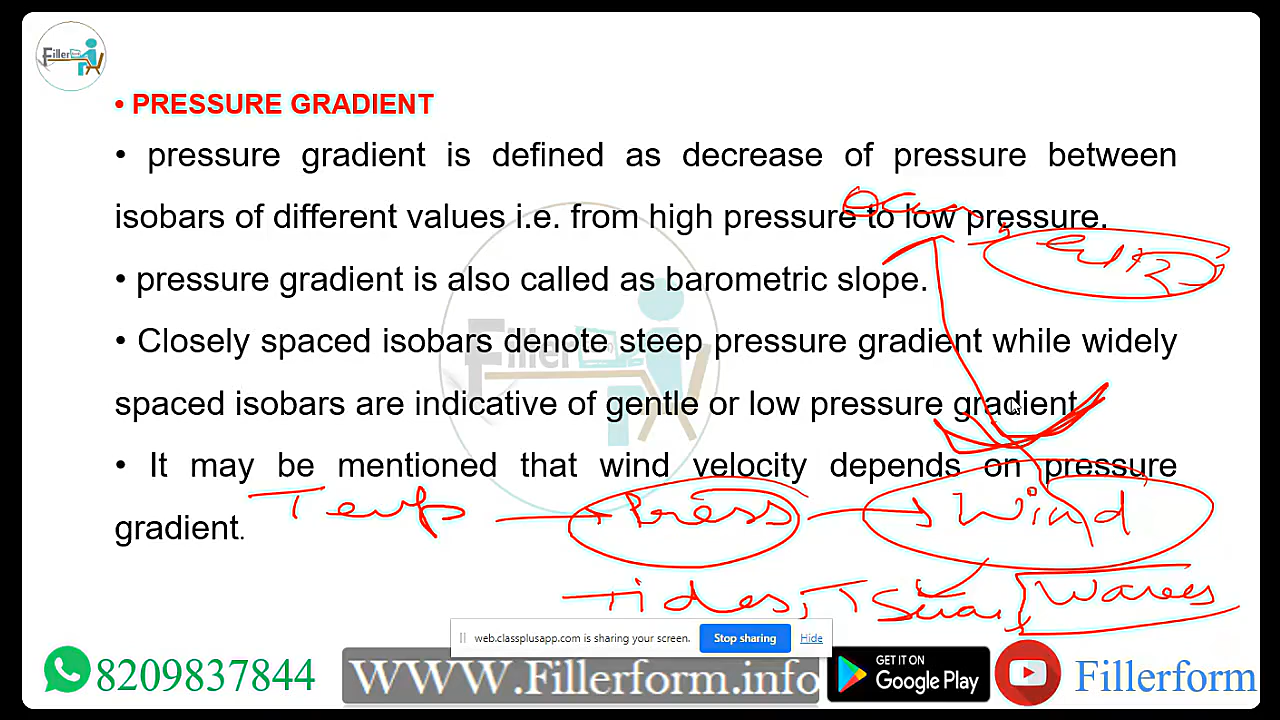 Filler
• PRESSURE GRADIENT
• pressure gradient is defined as decrease of pressure between
isobars of different values i.e. from high pressure to low pressure.
• pressure gradient is also called as barometric slope.
• Closely spaced isobars denote steep pressure gradient while widely
spaced isobars are indicative of gentle or low pressure gradient
• It may be mentioned that wind velocity depends on pressure
gradient.
Temp → Press → Wind
Tides, Waves
web.classplusapp.com is sharing your screen. Stop sharing Hide
8209837844 WWW.Fillerform.info GET IT ON Google Play Fillerform